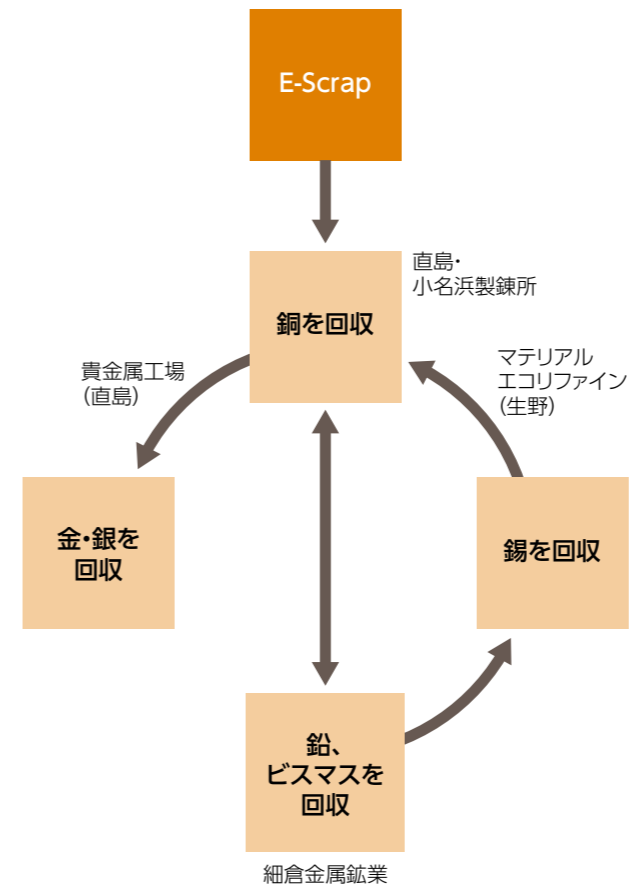 E-Scrap
銅を回収
直島・
小名浜製錬所
貴金属工場
(直島)
マテリアル
エコリファイン
(生野)
金・銀を
回収
錫を回収
鉛、
ビスマスを
回収
細倉金属鉱業